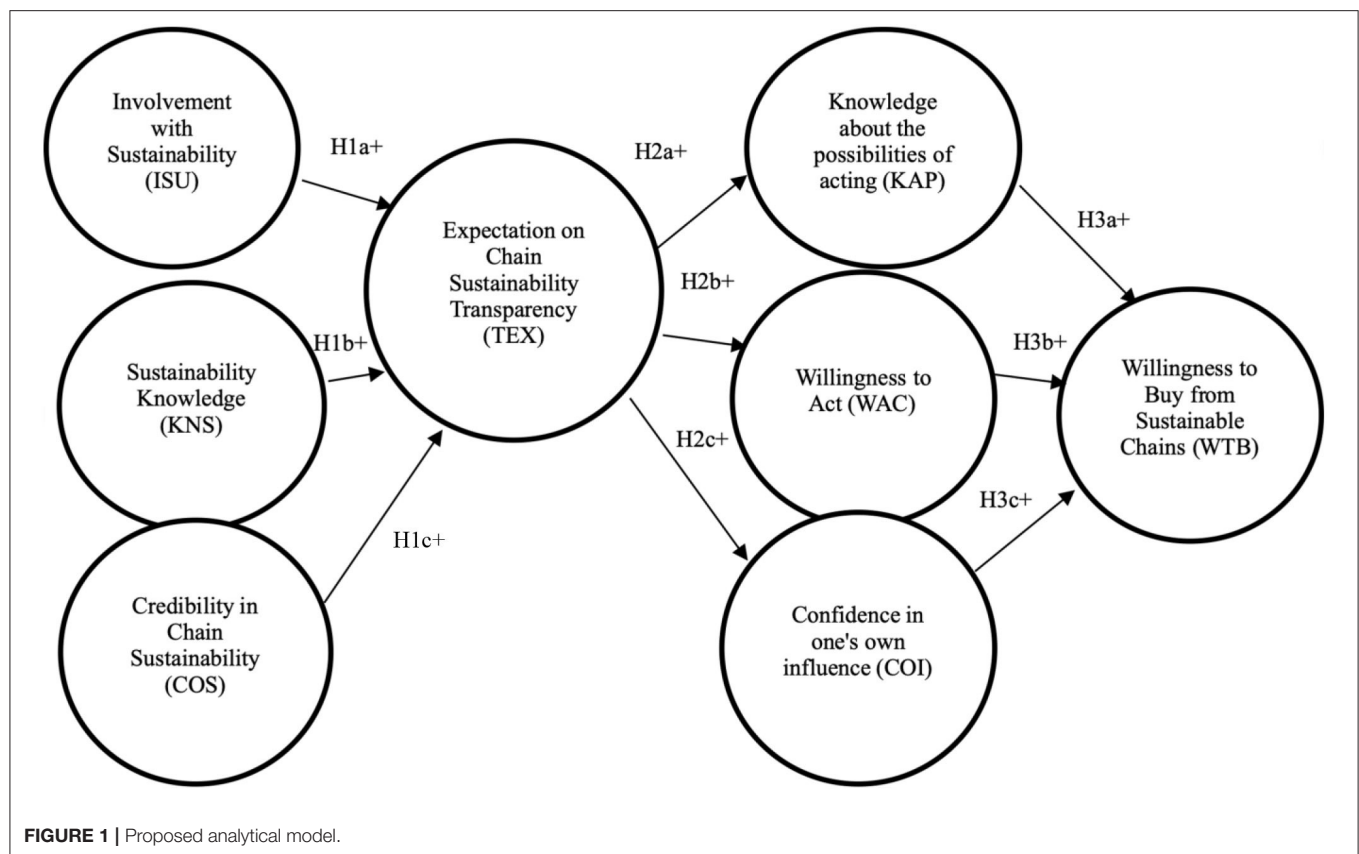 Involvement
with
Sustainability
(ISU)
H1a+
Sustainability
Knowledge
(KNS)
H1b+
Credibility in
Chain
Sustainability
(COS)
H1c+
Expectation on
Chain
Sustainability
Transparency
(TEX)
H2a+
H2b+
H2c+
Knowledge
about the
possibilities of
acting (KAP)
Willingness to
Act (WAC)
Confidence in
one's own
influence (COI)
H3a+
H3b+
H3c+
Willingness to
Buy from
Sustainable
Chains (WTB)
FIGURE 1 | Proposed analytical model.